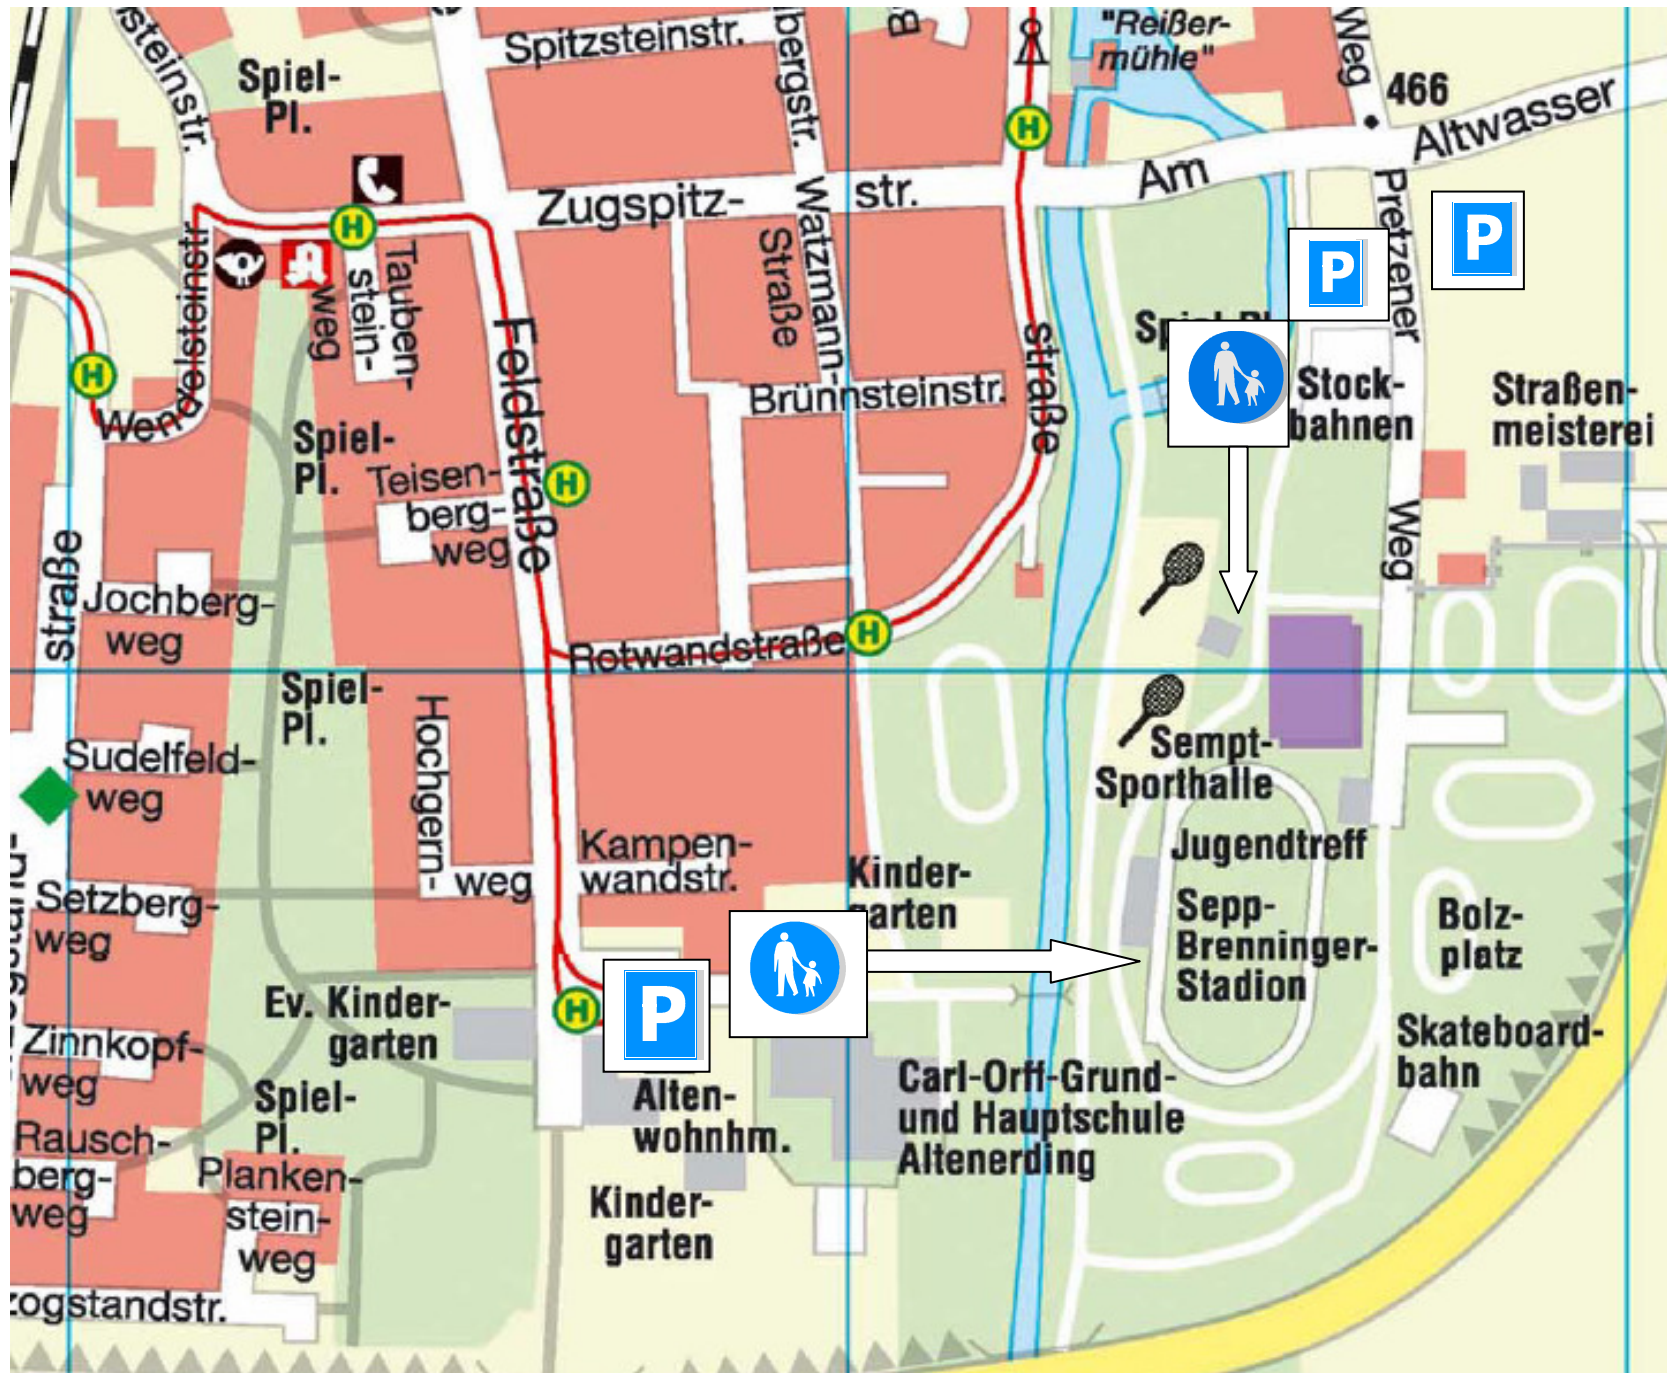 steinstr.
Spiel-
Pl.
Spitzsteinstr.
bergstr.
B
"Reißer-
mühle"
Weg
466
Am
Altwasser
H
Zugspitz-
str.
H
Tauben-
stein-
weg
Watzmann-
Straße
Pretzener
Weg
P
P
Wendelsteinstr.
H
Feldstraße
straße
Brünnsteinstr.
Stock-
bahnen
Straßen-
meisterei
Spiel-
Pl.
Teisen-
berg-
weg
H
straße
Jochberg-
weg
Rotwandstraße
H
Spiel-
Pl.
Hochgern-
weg
Sudelfeld-
weg
Sempt-
Sporthalle
Jugendtreff
Kampen-
wandstr.
Kinder-
garten
Setzberg-
weg
Sepp-
Brenninger-
Stadion
Bolz-
platz
Ev. Kinder-
garten
H
P
Zinnkopf-
weg
Skateboard-
bahn
Spiel-
Pl.
Alten-
wohnhm.
Carl-Orff-Grund-
und Hauptschule
Altenerding
Rausch-
berg-
weg
Planken-
stein-
weg
Kinder-
garten
zogstandstr.